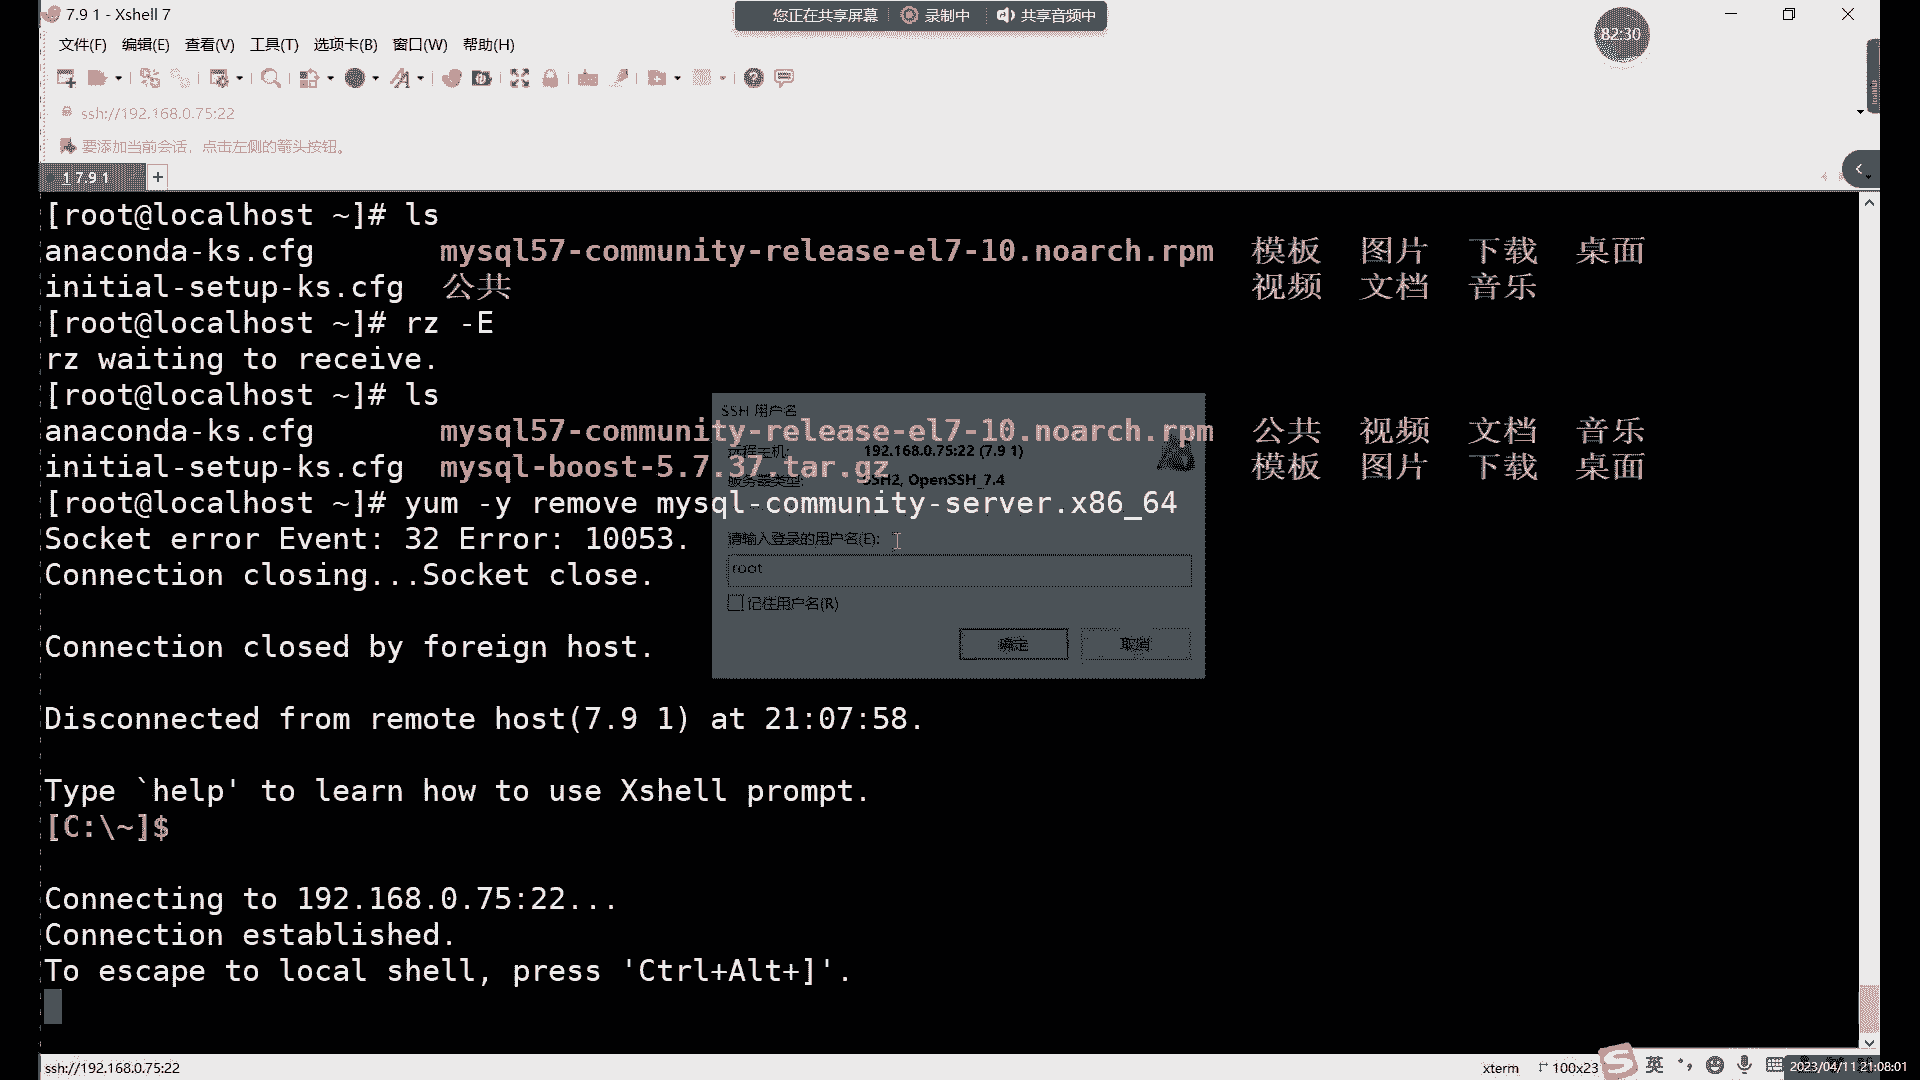 7.9 1 - Xshell 7
您正在共享屏幕 录制中 共享音频中
82:30
文件(F) 编辑(E) 查看(V) 工具(T) 选项卡(B) 窗口(W) 帮助(H)
ssh://192.168.0.75:22
要添加当前会话，点击左侧的箭头按钮。
1 7.9 1 +
[root@localhost ~]# ls
anaconda-ks.cfg mysql57-community-release-el7-10.noarch.rpm 模板 图片 下载 桌面
initial-setup-ks.cfg 公共 视频 文档 音乐
[root@localhost ~]# rz -E
rz waiting to receive.
[root@localhost ~]# ls
anaconda-ks.cfg mysql57-community-release-el7-10.noarch.rpm 公共 视频 文档 音乐
initial-setup-ks.cfg mysql-boost-5.7.37.tar.gz 模板 图片 下载 桌面
[root@localhost ~]# yum -y remove mysql-community-server.x86_64
Socket error Event: 32 Error: 10053.
Connection closing...Socket close.
Connection closed by foreign host.
Disconnected from remote host(7.9 1) at 21:07:58.
Type `help' to learn how to use Xshell prompt.
[C:\~]$
Connecting to 192.168.0.75:22...
Connection established.
To escape to local shell, press 'Ctrl+Alt+]'.
SSH 用户名
远程主机: 192.168.0.75:22 (7.9 1)
服务器类型: SSH2, OpenSSH_7.4
请输入登录的用户名(E):
root
记住用户名(R)
确定 取消
ssh://192.168.0.75:22 xterm 100x23 英 2023/04/11 21:08:01